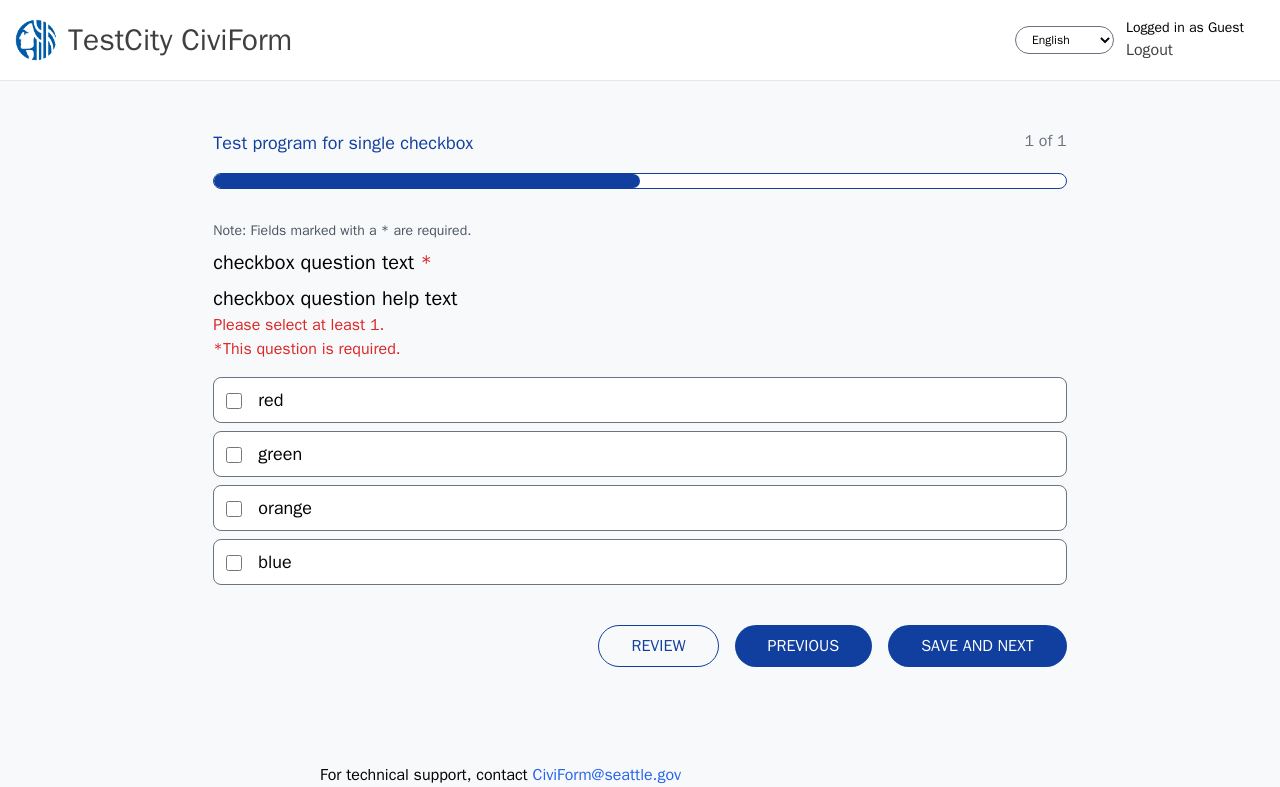 TestCity CiviForm
English
Logged in as Guest
Logout
Test program for single checkbox
1 of 1
Note: Fields marked with a * are required.
checkbox question text *
checkbox question help text
Please select at least 1.
*This question is required.
red
green
orange
blue
REVIEW
PREVIOUS
SAVE AND NEXT
For technical support, contact CiviForm@seattle.gov